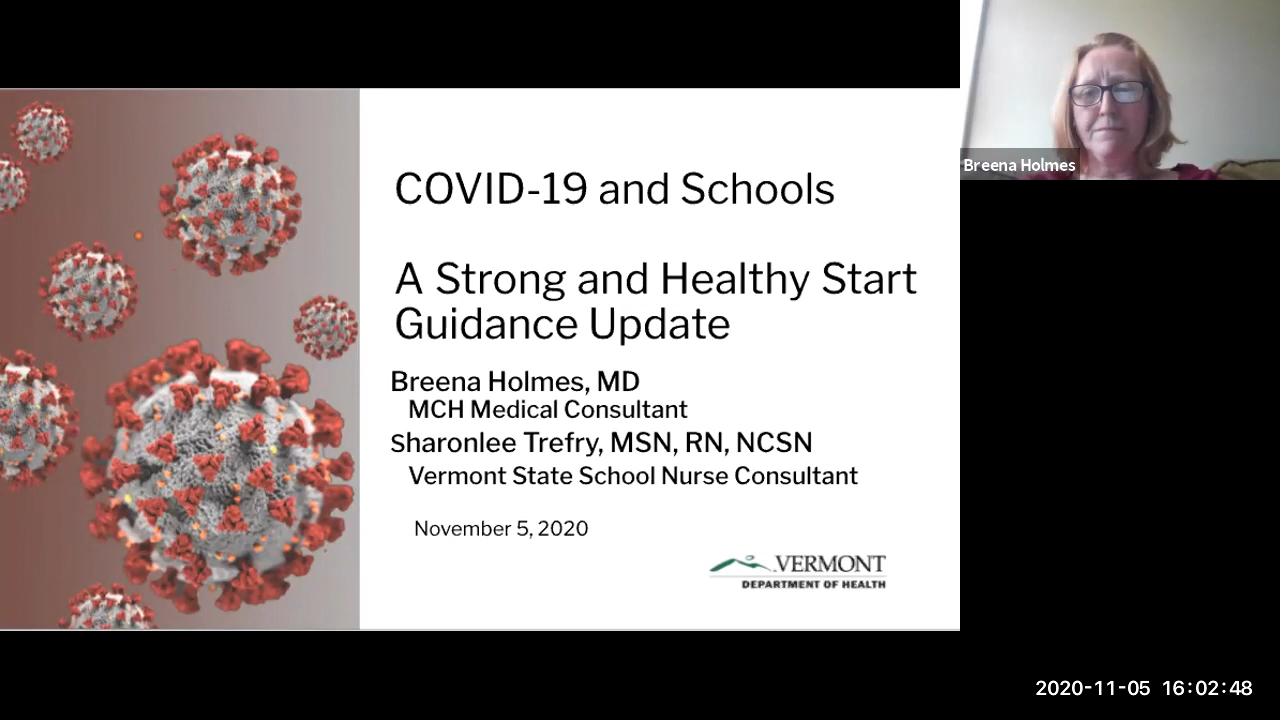 COVID-19 and Schools
A Strong and Healthy Start
Guidance Update
Breena Holmes, MD
MCH Medical Consultant
Sharonlee Trefry, MSN, RN, NCSN
Vermont State School Nurse Consultant
November 5, 2020
VERMONT
DEPARTMENT OF HEALTH
Breena Holmes
2020-11-05 16:02:48